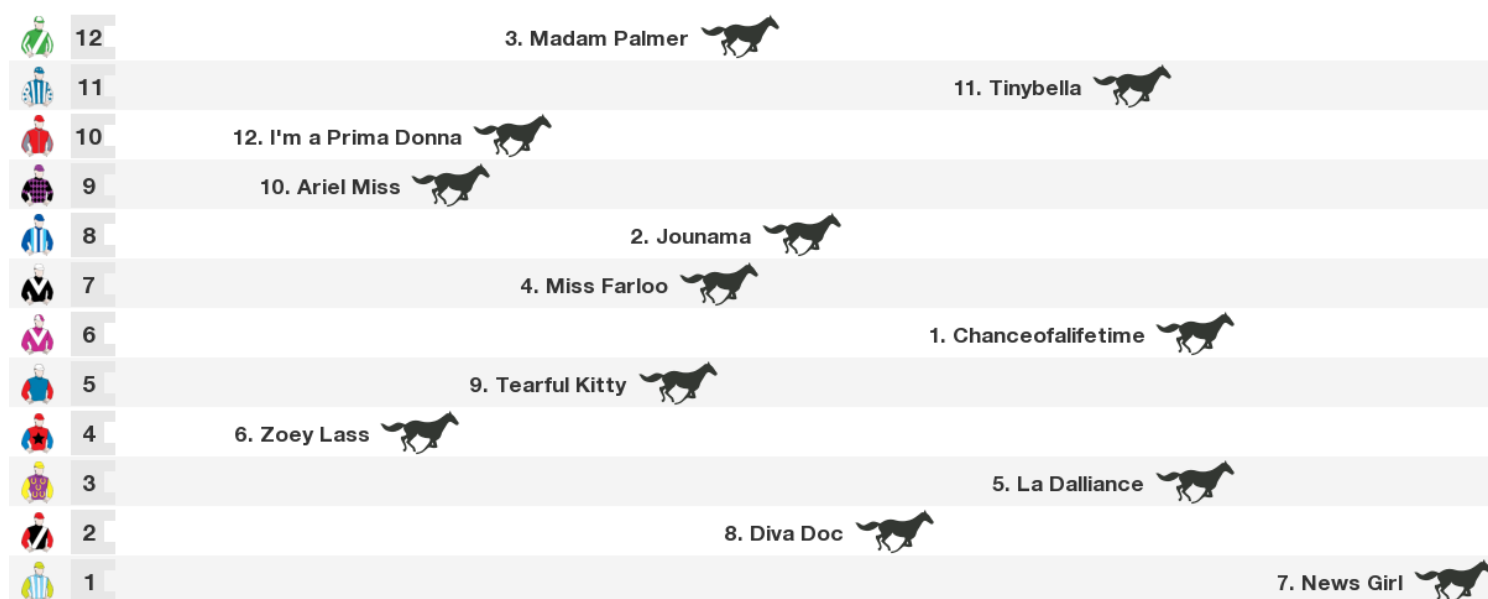 12 3. Madam Palmer
11 11. Tinybella
10 12. I'm a Prima Donna
9 10. Ariel Miss
8 2. Jounama
7 4. Miss Farloo
6 1. Chanceofalifetime
5 9. Tearful Kitty
4 6. Zoey Lass
3 5. La Dalliance
2 8. Diva Doc
1 7. News Girl